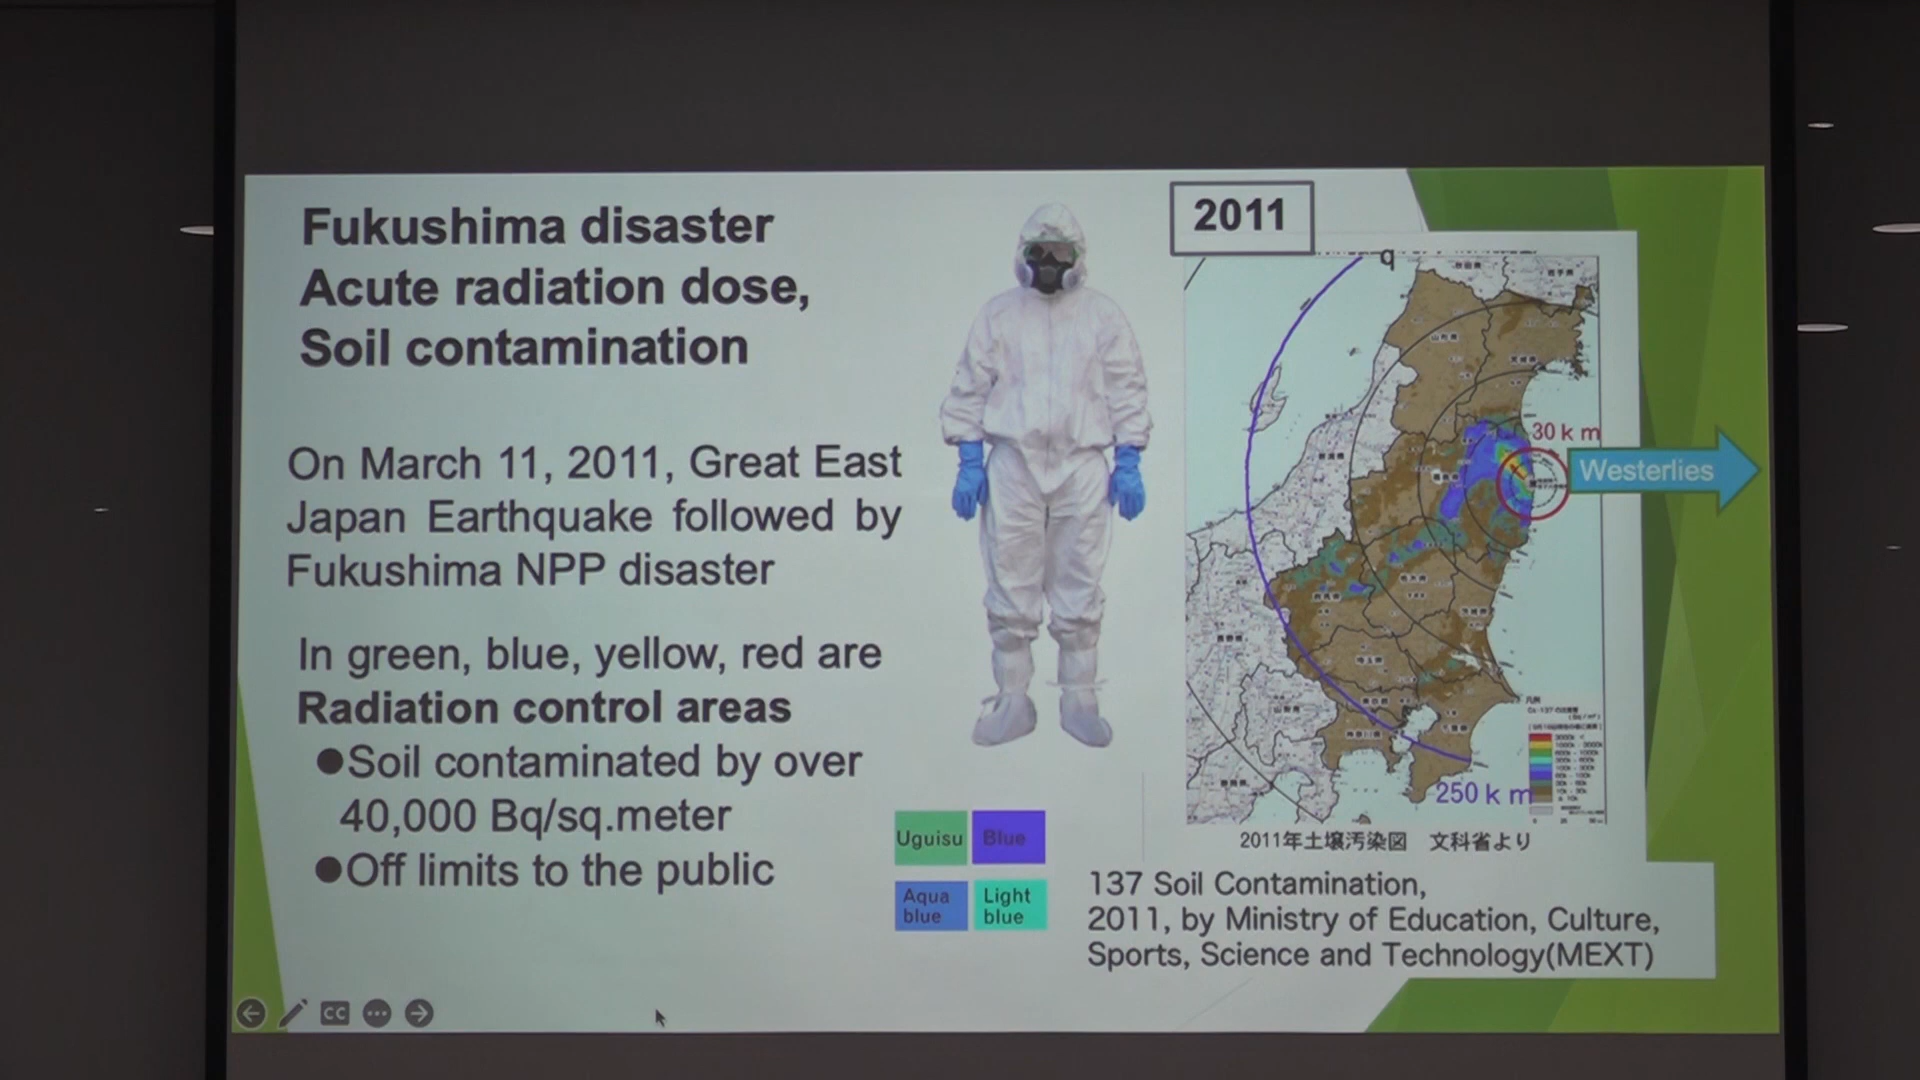 Fukushima disaster
Acute radiation dose,
Soil contamination
On March 11, 2011, Great East
Japan Earthquake followed by
Fukushima NPP disaster
In green, blue, yellow, red are
Radiation control areas
●Soil contaminated by over
40,000 Bq/sq.meter
●Off limits to the public
Uguisu
Blue
Aqua
blue
Light
blue
2011
q
30 k m
Westerlies
250 k m
2011年土壌汚染図 文科省より
137 Soil Contamination,
2011, by Ministry of Education, Culture,
Sports, Science and Technology(MEXT)
CC